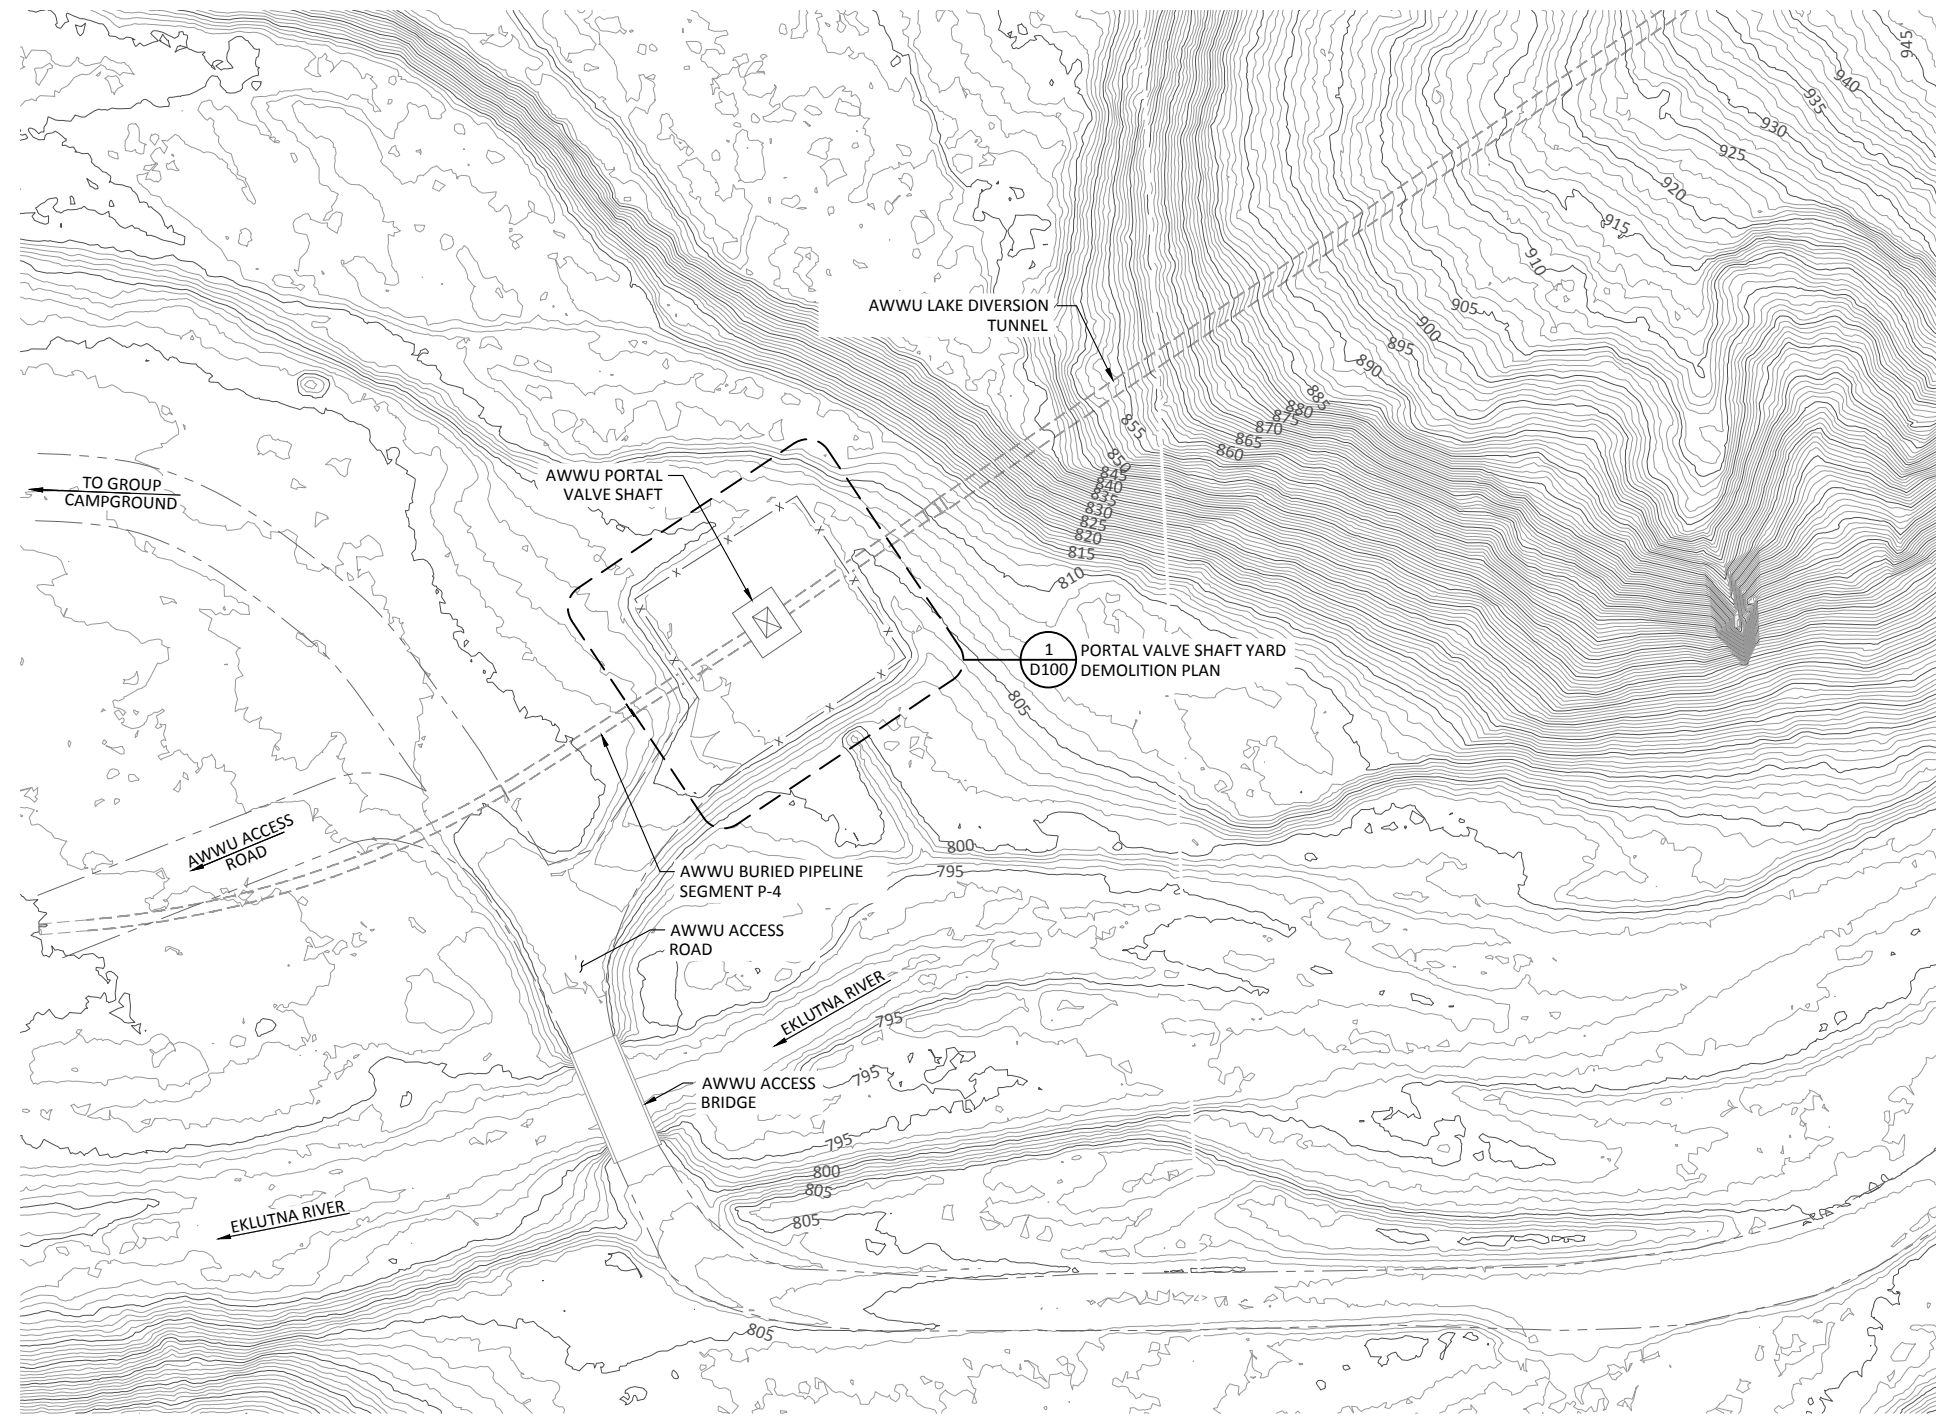 945
940
935
930
925
920
915
910
905
900
895
890
885
880
875
870
865
860
855
850
845
840
835
830
825
820
815
810
AWWU LAKE DIVERSION
TUNNEL
AWWU PORTAL
VALVE SHAFT
TO GROUP
CAMPGROUND
1
D100
PORTAL VALVE SHAFT YARD
DEMOLITION PLAN
805
AWWU ACCESS
ROAD
800
795
AWWU BURIED PIPELINE
SEGMENT P-4
AWWU ACCESS
ROAD
EKLUTNA RIVER
795
795
AWWU ACCESS
BRIDGE
795
800
805
805
EKLUTNA RIVER
805